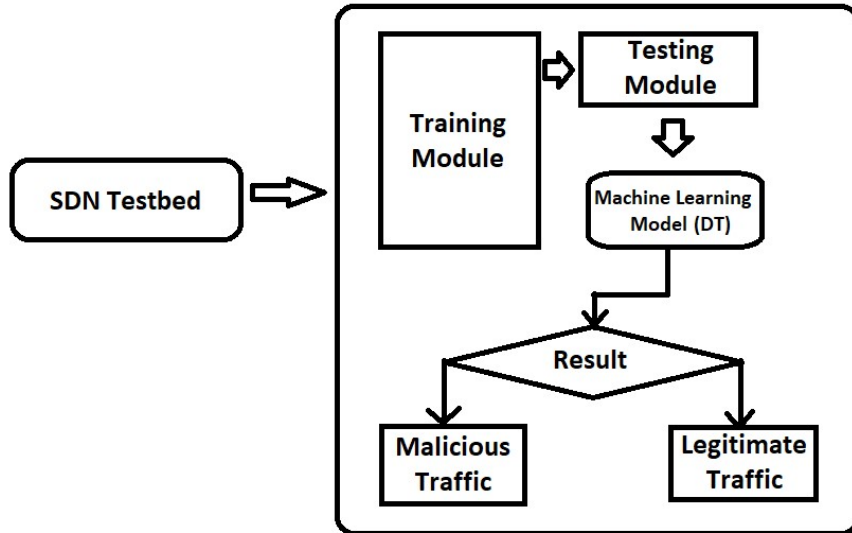 SDN Testbed
Training
Module
Testing
Module
Machine Learning
Model (DT)
Result
Malicious
Traffic
Legitimate
Traffic